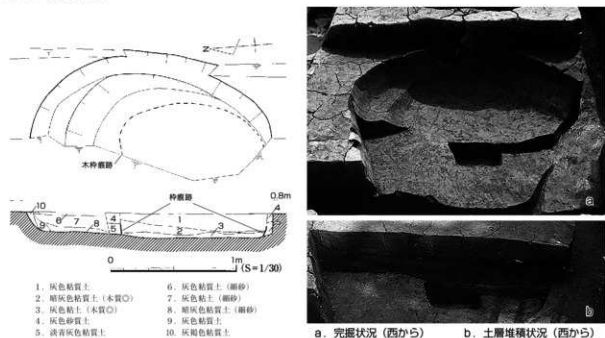 木枠痕跡
枠痕跡
0.8m
10
4
4
1
6
7
8
5
2
3
9
0
1m
(S=1/30)
1. 灰色粘質土
2. 暗灰色粘質土（木質◎）
3. 灰色粘土（木質◎）
4. 灰色砂質土
5. 淡青灰色粘質土
6. 灰色粘質土（細砂）
7. 灰色粘土（細砂）
8. 暗灰色粘質土（細砂）
9. 灰色粘質土
10. 灰褐色粘質土
a
b
a. 完掘状況（西から）
b. 土層堆積状況（西から）